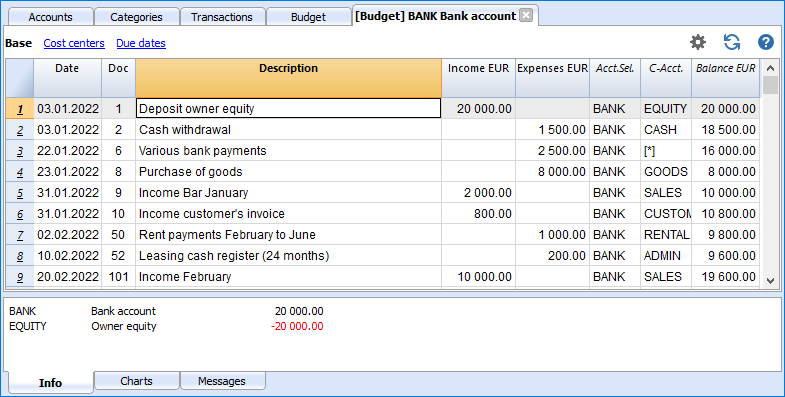 Accounts Categories Transactions Budget [Budget] BANK Bank account
Base Cost centers Due dates
Date Doc Description Income EUR Expenses EUR Acct.Sel. C-Acct. Balance EUR
1 03.01.2022 1 Deposit owner equity 20 000.00 BANK EQUITY 20 000.00
2 03.01.2022 2 Cash withdrawal 1 500.00 BANK CASH 18 500.00
3 22.01.2022 6 Various bank payments 2 500.00 BANK [*] 16 000.00
4 23.01.2022 8 Purchase of goods 8 000.00 BANK GOODS 8 000.00
5 31.01.2022 9 Income Bar January 2 000.00 BANK SALES 10 000.00
6 31.01.2022 10 Income customer's invoice 800.00 BANK CUSTOM 10 800.00
7 02.02.2022 50 Rent payments February to June 1 000.00 BANK RENTAL 9 800.00
8 10.02.2022 52 Leasing cash register (24 months) 200.00 BANK ADMIN 9 600.00
9 20.02.2022 101 Income February 10 000.00 BANK SALES 19 600.00
BANK Bank account 20 000.00
EQUITY Owner equity -20 000.00
Info Charts Messages